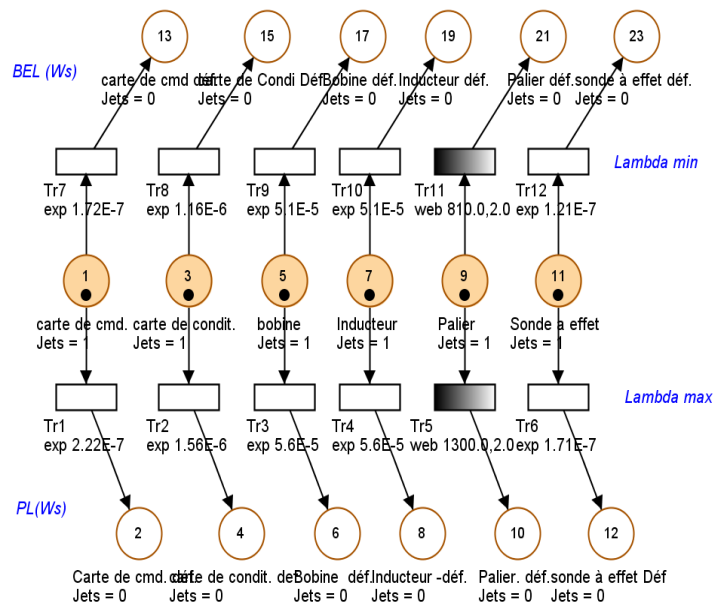 13 15 17 19 21 23
BEL (Ws)
carte de cmd déf. carte de Condi Déf. Bobine déf. Inducteur déf. Palier déf. sonde à effet déf.
Jets = 0 Jets = 0 Jets = 0 Jets = 0 Jets = 0 Jets = 0
Lambda min
Tr7 Tr8 Tr9 Tr10 Tr11 Tr12
exp 1.72E-7 exp 1.16E-6 exp 5.1E-5 exp 5.1E-5 web 810.0,2.0 exp 1.21E-7
1 3 5 7 9 11
carte de cmd. carte de condit. bobine Inducteur Palier Sonde a effet
Jets = 1 Jets = 1 Jets = 1 Jets = 1 Jets = 1 Jets = 1
Lambda max
Tr1 Tr2 Tr3 Tr4 Tr5 Tr6
exp 2.22E-7 exp 1.56E-6 exp 5.6E-5 exp 5.6E-5 web 1300.0,2.0 exp 1.71E-7
PL(Ws)
2 4 6 8 10 12
Carte de cmd. déf. carte de condit. def Bobine déf. Inducteur -déf. Palier. déf. sonde à effet Déf
Jets = 0 Jets = 0 Jets = 0 Jets = 0 Jets = 0 Jets = 0